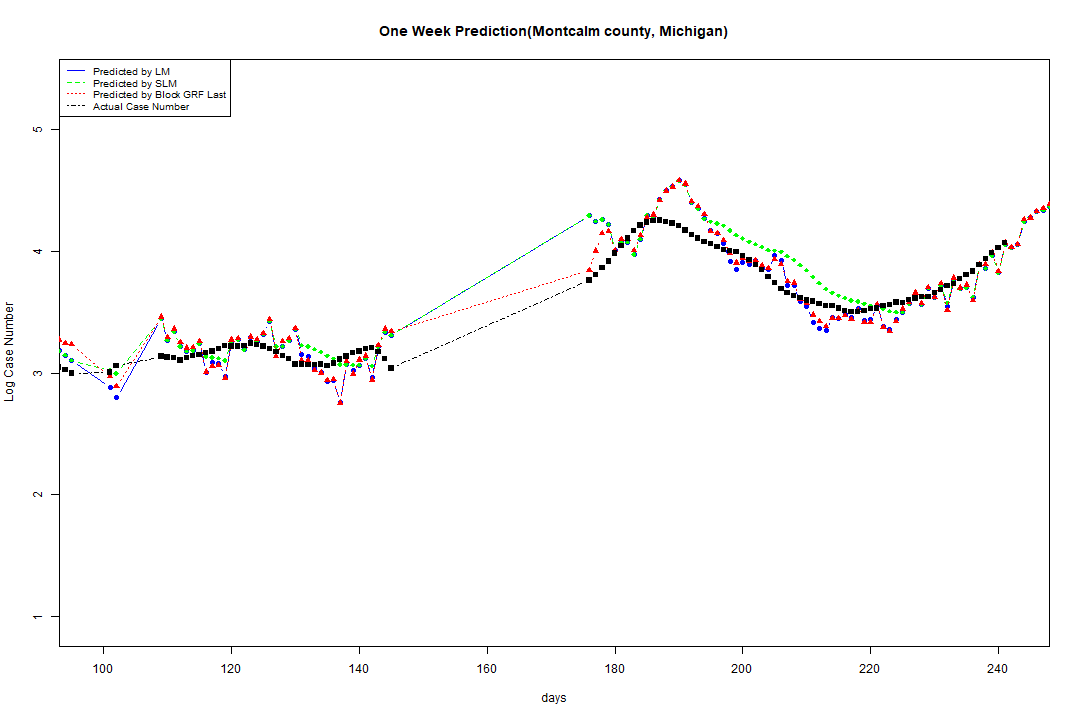 One Week Prediction(Montcalm county, Michigan)
Predicted by LM
Predicted by SLM
Predicted by Block GRF Last
Actual Case Number
5
4
3
2
1
Log Case Number
100 120 140 160 180 200 220 240
days